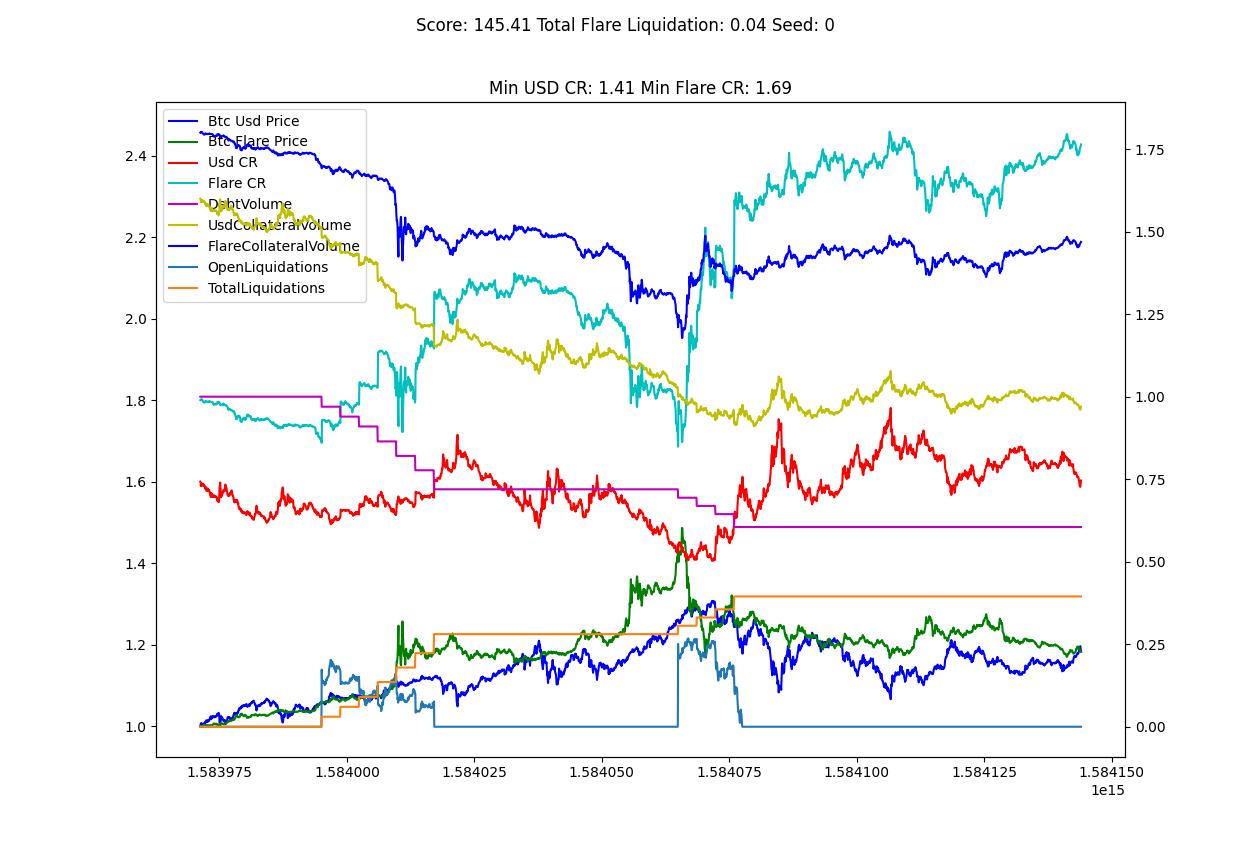 Score: 145.41 Total Flare Liquidation: 0.04 Seed: 0
Min USD CR: 1.41 Min Flare CR: 1.69
Btc Usd Price
Btc Flare Price
Usd CR
Flare CR
DebtVolume
UsdCollateralVolume
FlareCollateralVolume
OpenLiquidations
TotalLiquidations
2.4
2.2
2.0
1.8
1.6
1.4
1.2
1.0
1.75
1.50
1.25
1.00
0.75
0.50
0.25
0.00
1.583975 1.584000 1.584025 1.584050 1.584075 1.584100 1.584125 1.584150
1e15